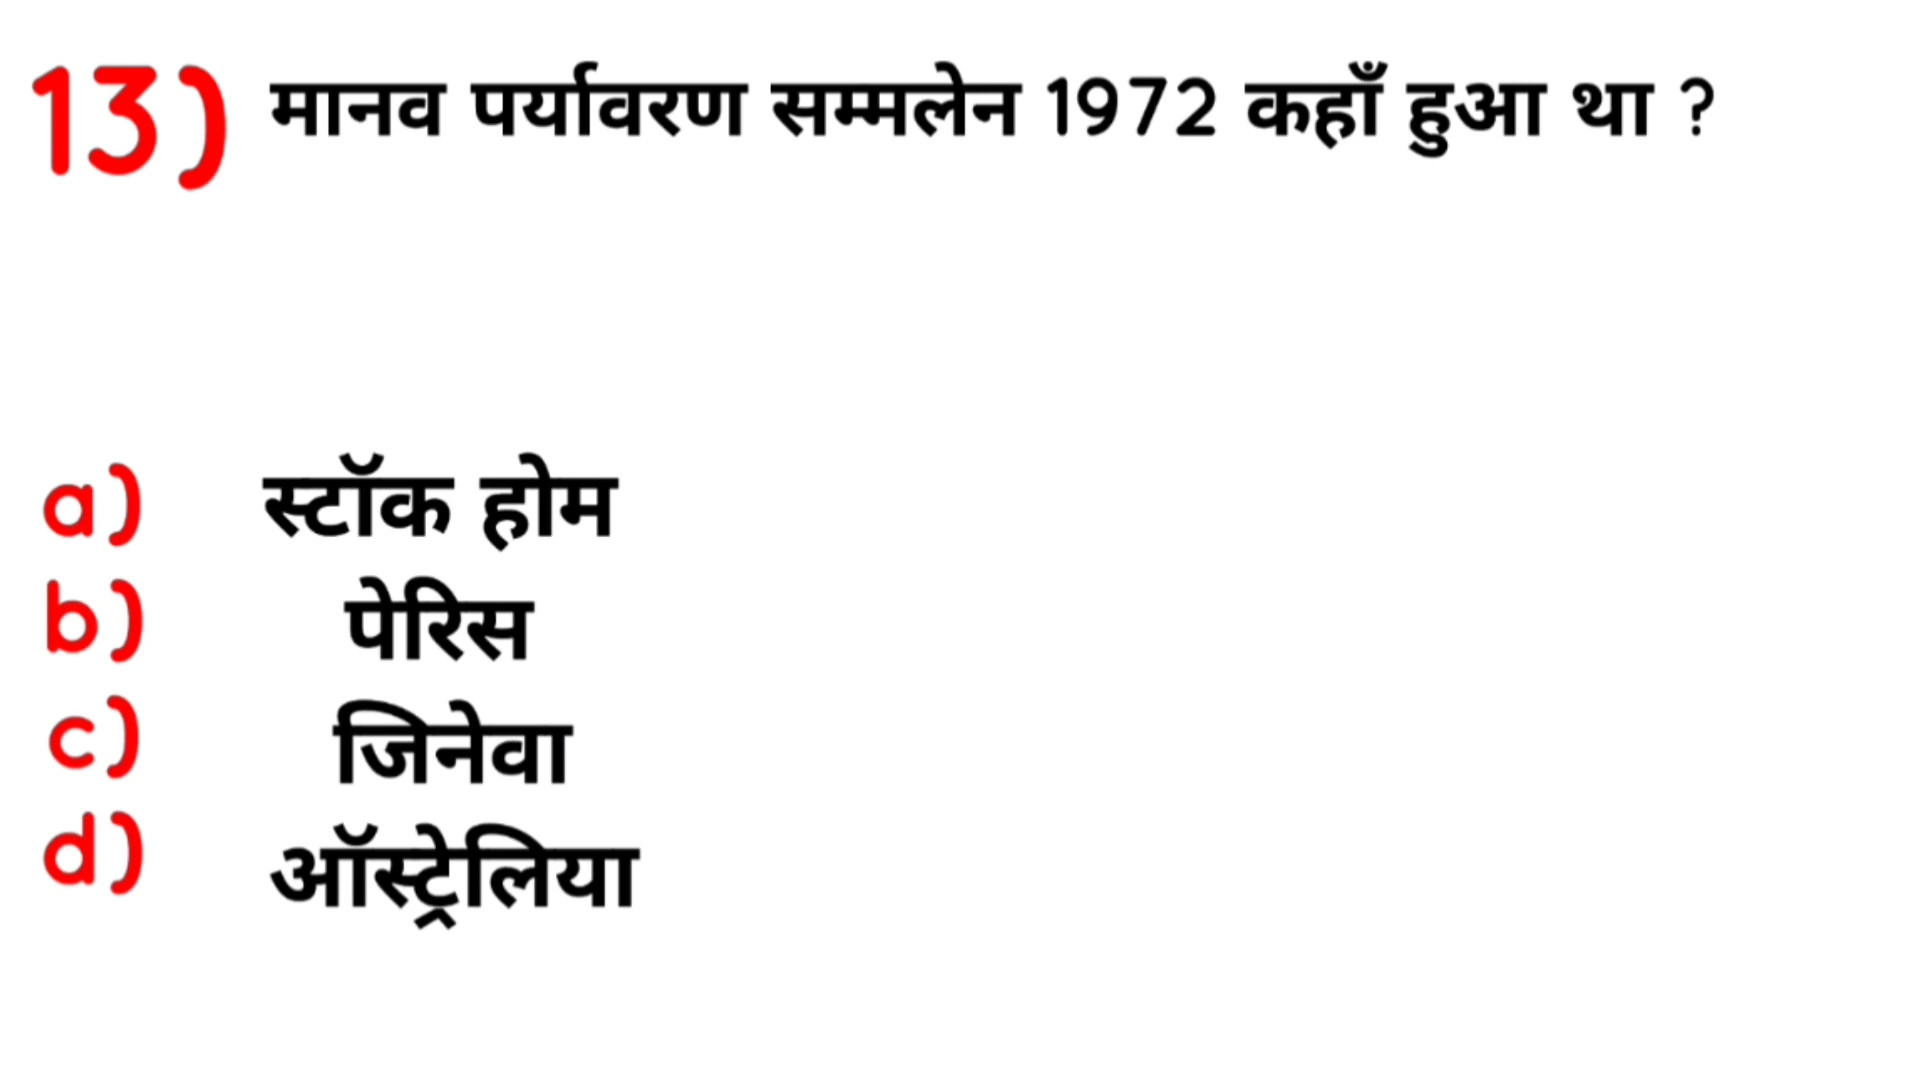 13) मानव पर्यावरण सम्मलेन 1972 कहाँ हुआ था ?
a) स्टॉक होम
b) पेरिस
c) जिनेवा
d) ऑस्ट्रेलिया